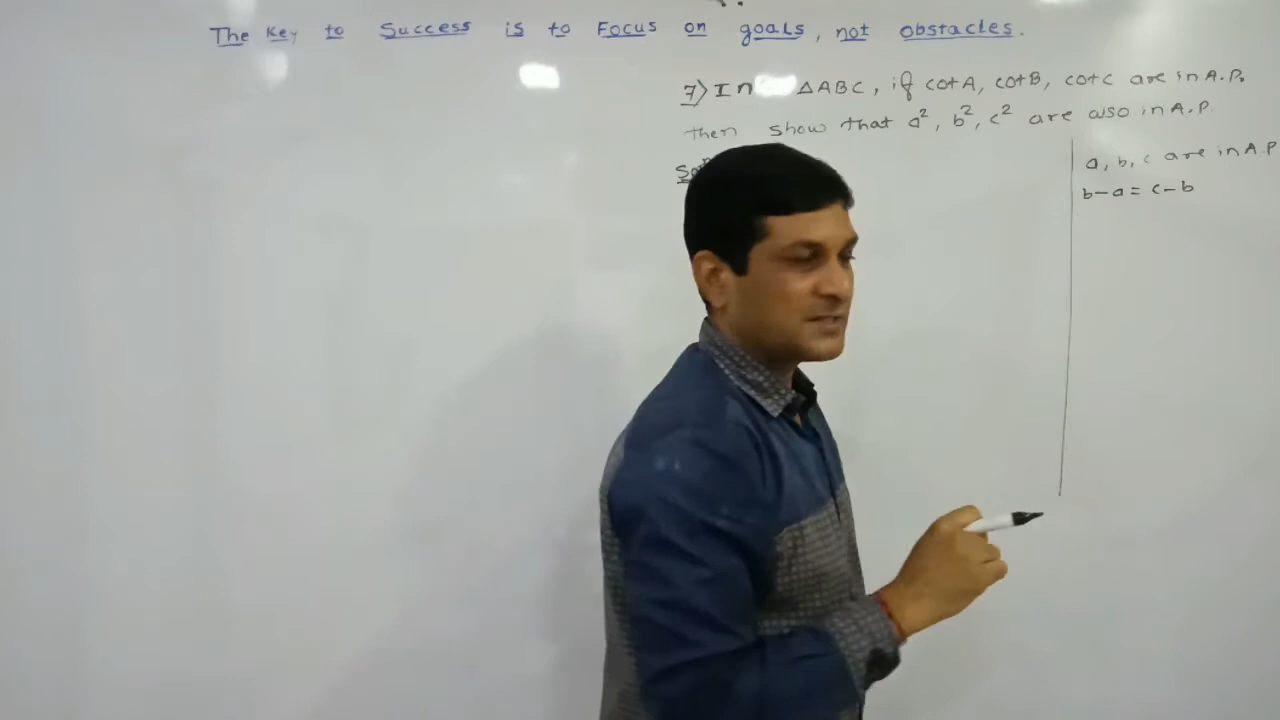 The Key to Success is to Focus on goals, not obstacles.
7) In △ABC, if cotA, cotB, cotC are in A.P.
then show that a², b², c² are also in A.P.
a, b, c are in A.P
b-a = c-b